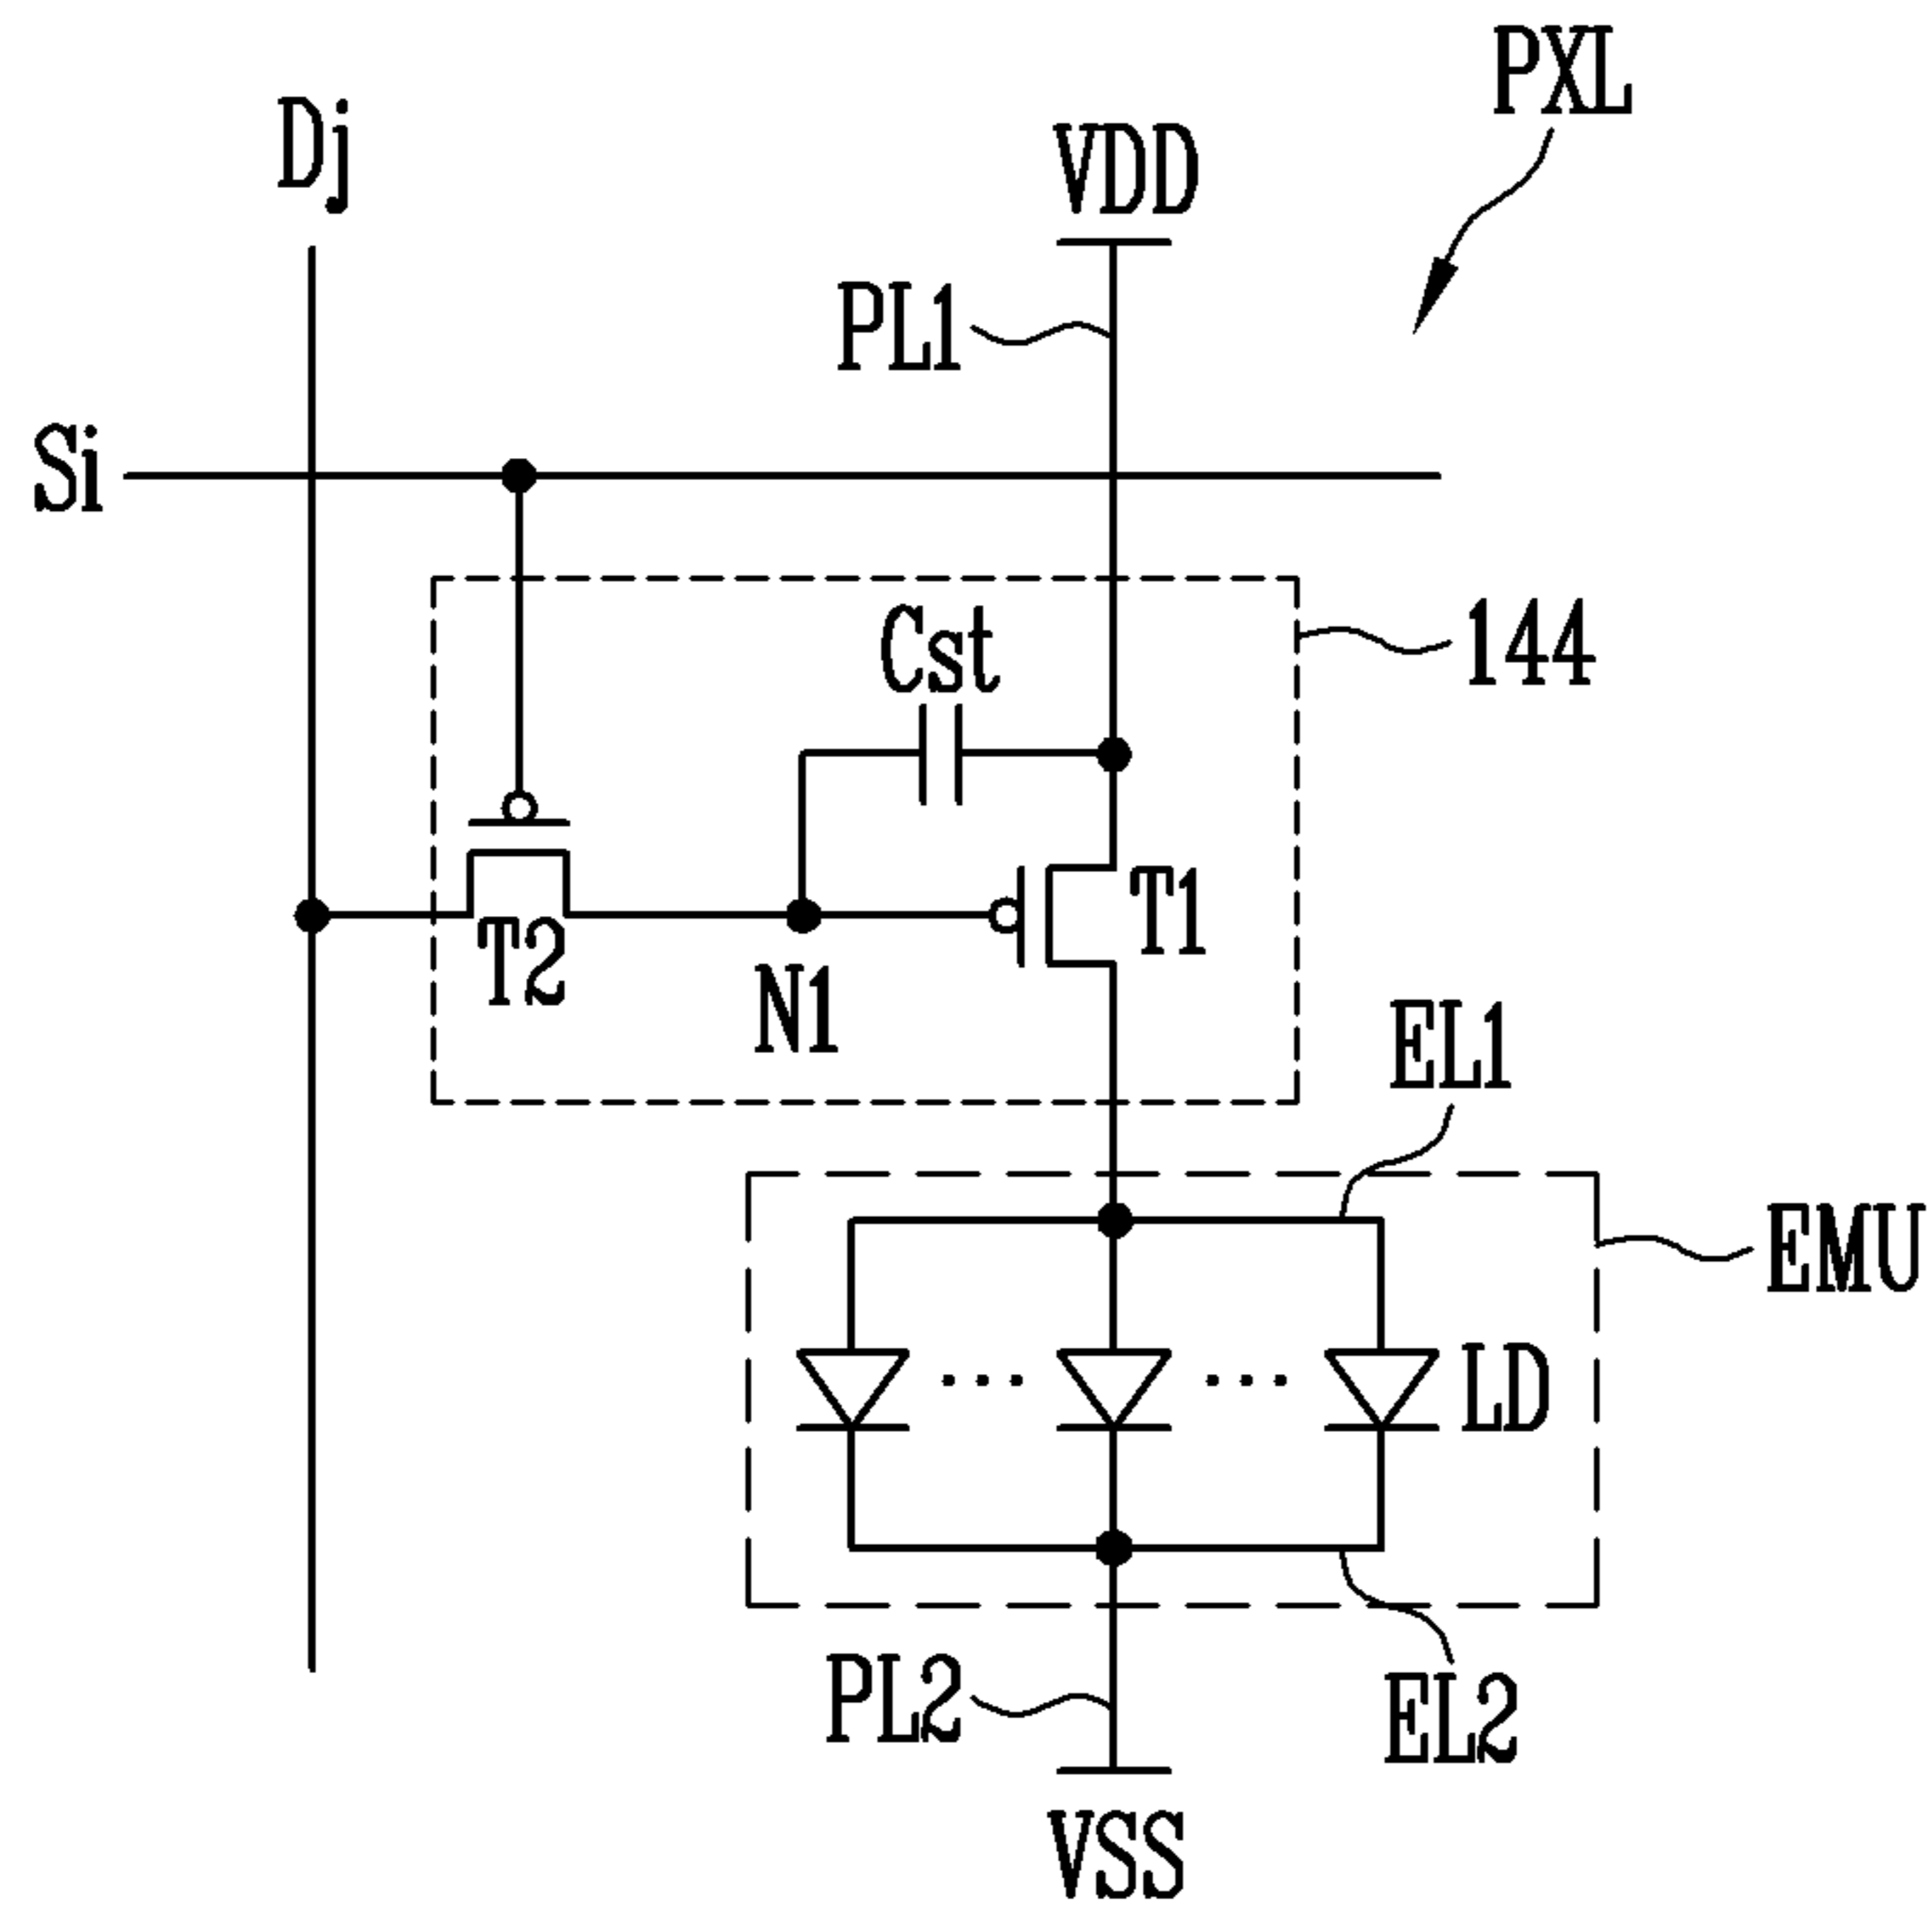 PXL
Dj
VDD
PL1
Si
Cst
144
T1
T2
N1
EL1
EMU
LD
PL2
EL2
VSS